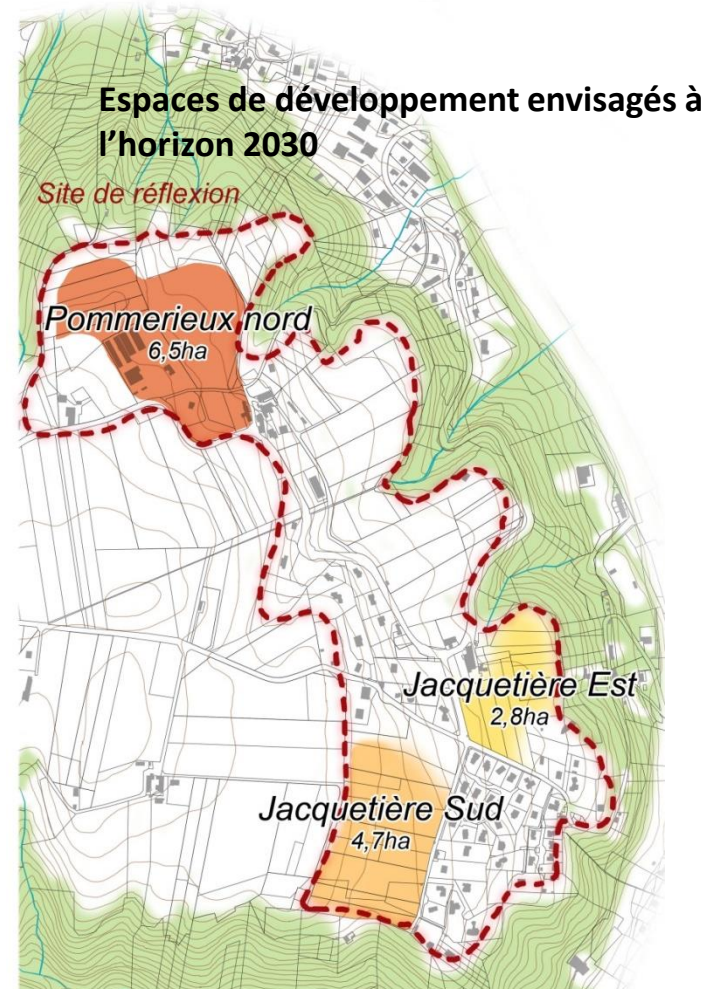 Espaces de développement envisagés à
l’horizon 2030
Site de réflexion
Pommerieux nord
6,5ha
Jacquetière Est
2,8ha
Jacquetière Sud
4,7ha